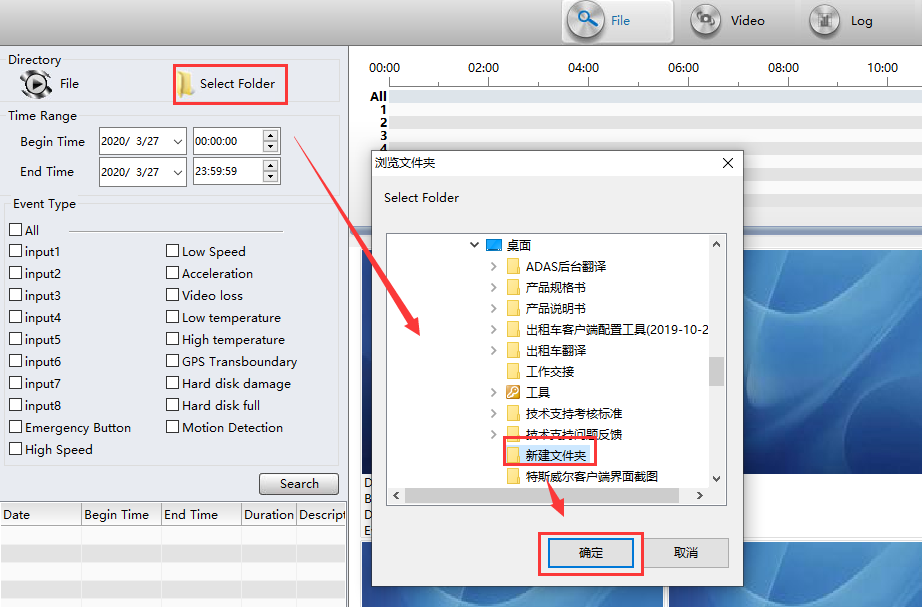 File Video Log
Directory
File Select Folder
Time Range
Begin Time 2020/ 3/27 00:00:00
End Time 2020/ 3/27 23:59:59
Event Type
All
input1 Low Speed
input2 Acceleration
input3 Video loss
input4 Low temperature
input5 High temperature
input6 GPS Transboundary
input7 Hard disk damage
input8 Hard disk full
Emergency Button Motion Detection
High Speed
Search
Date Begin Time End Time Duration Descript
00:00 02:00 04:00 06:00 08:00 10:00
All
1
2
3
4
浏览文件夹
Select Folder
桌面
ADAS后台翻译
产品规格书
产品说明书
出租车客户端配置工具(2019-10-2
出租车翻译
工作交接
工具
技术支持考核标准
技术支持问题反馈
新建文件夹
特斯威尔客户端界面截图
确定 取消
D
B
D
E